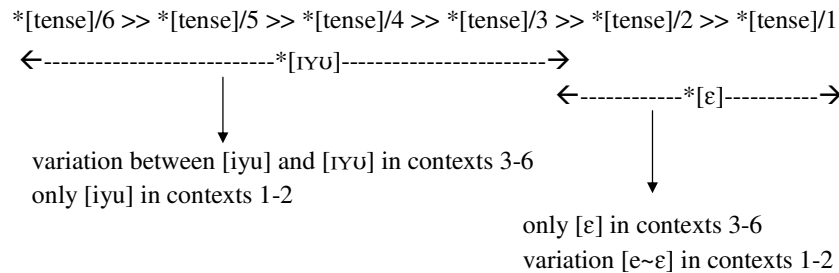 *[tense]/6 >> *[tense]/5 >> *[tense]/4 >> *[tense]/3 >> *[tense]/2 >> *[tense]/1
←--------------------------*[ɪʏʊ]------------------------→
←------------*[ɛ]-----------→
variation between [iyu] and [ɪʏʊ] in contexts 3-6
only [iyu] in contexts 1-2
only [ɛ] in contexts 3-6
variation [e~ɛ] in contexts 1-2